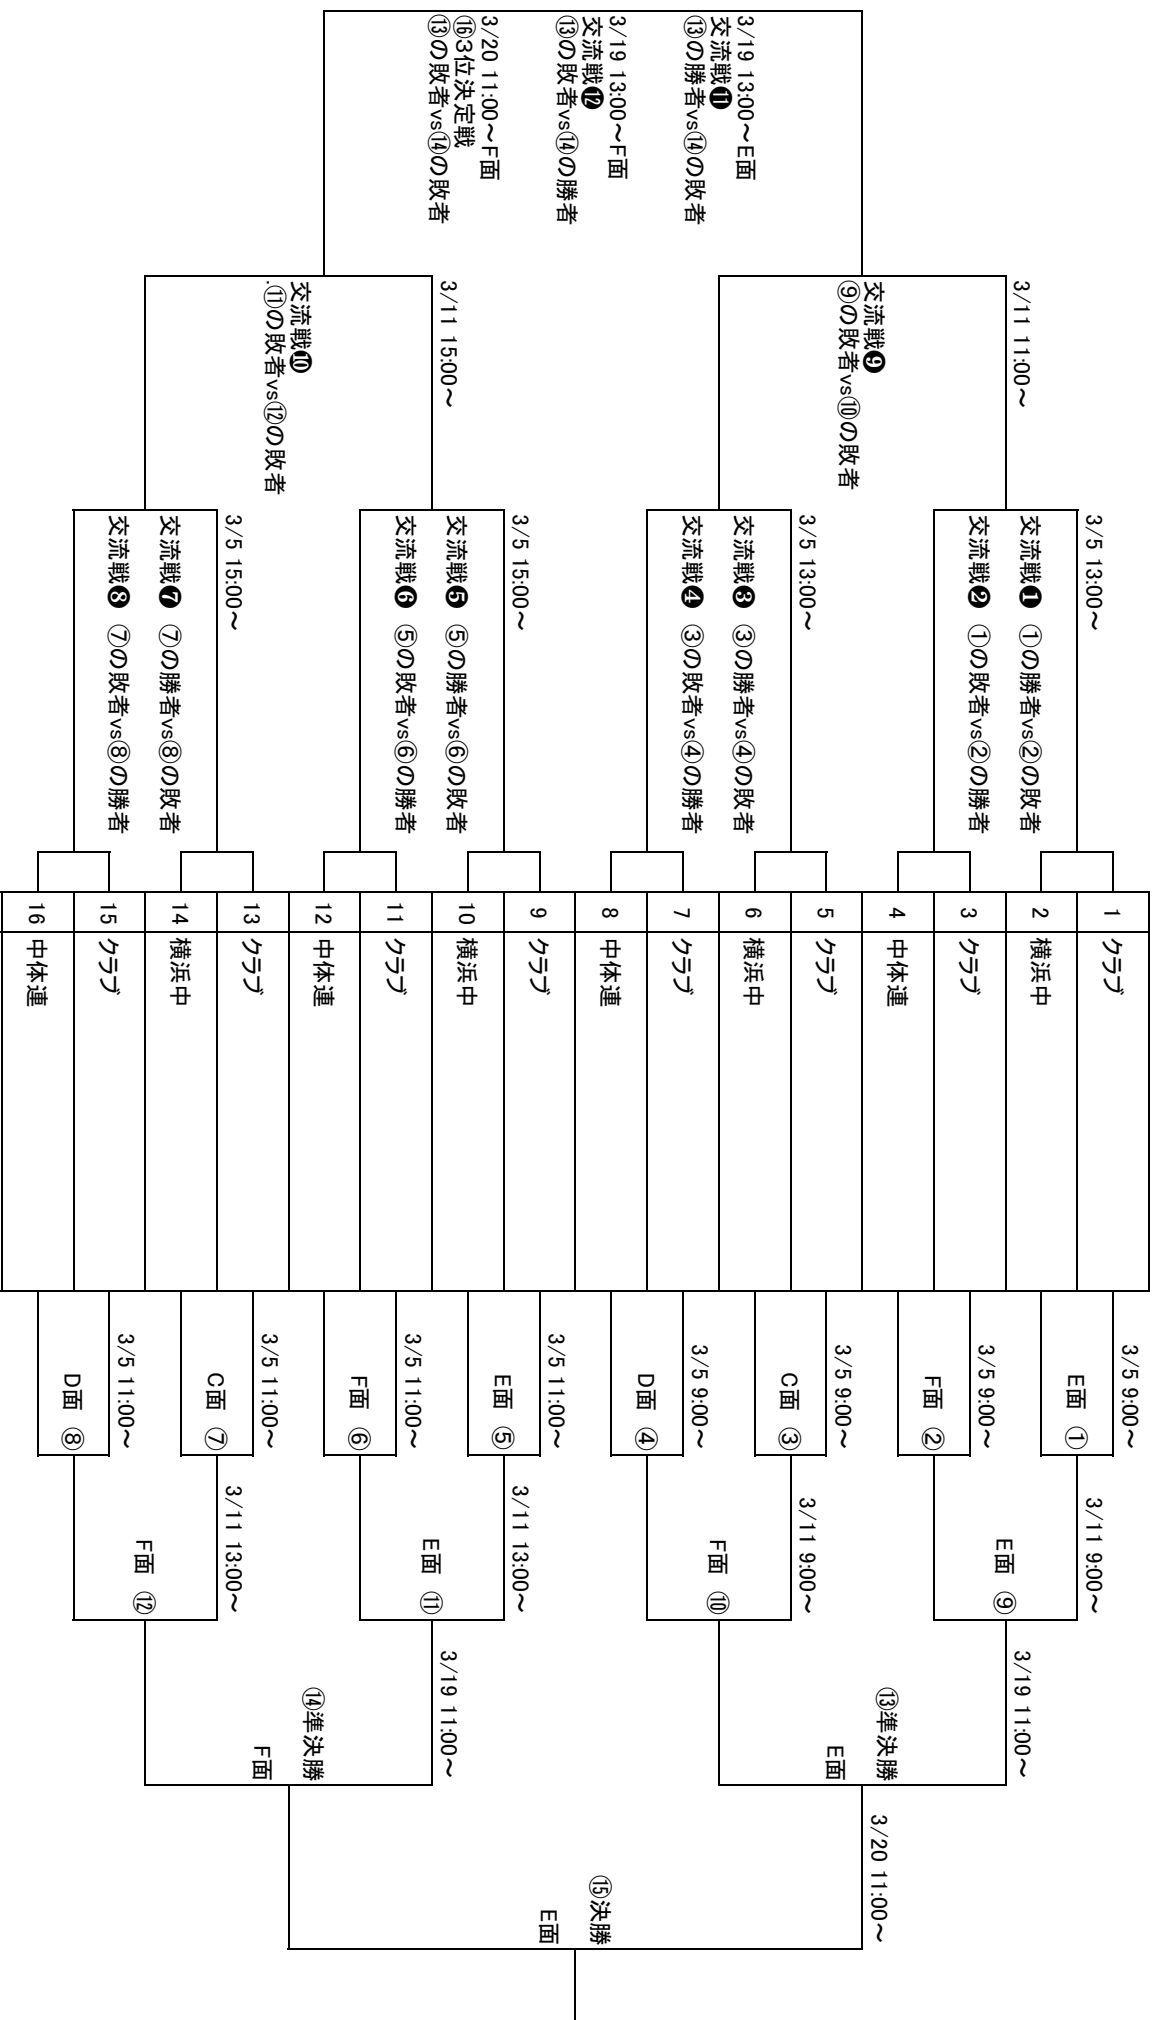 3/19 13:00～E面
交流戦⓫
⑬の勝者vs⑭の敗者
3/19 13:00～F面
交流戦⓬
⑬の敗者vs⑭の勝者
3/20 11:00～F面
⑯3位決定戦
⑬の敗者vs⑭の敗者
3/11 11:00～
交流戦❾
⑨の敗者vs⑩の敗者
3/11 15:00～
交流戦❿
.⑪の敗者vs⑫の敗者
3/5 13:00～
交流戦❶ ①の勝者vs②の敗者
交流戦❷ ①の敗者vs②の勝者
3/5 13:00～
交流戦❸ ③の勝者vs④の敗者
交流戦❹ ③の敗者vs④の勝者
3/5 15:00～
交流戦❺ ⑤の勝者vs⑥の敗者
交流戦❻ ⑤の敗者vs⑥の勝者
3/5 15:00～
交流戦❼ ⑦の勝者vs⑧の敗者
交流戦❽ ⑦の敗者vs⑧の勝者
1 クラブ
2 横浜中
3 クラブ
4 中体連
5 クラブ
6 横浜中
7 クラブ
8 中体連
9 クラブ
10 横浜中
11 クラブ
12 中体連
13 クラブ
14 横浜中
15 クラブ
16 中体連
3/5 9:00～
E面 ①
3/5 9:00～
F面 ②
3/5 9:00～
C面 ③
3/5 9:00～
D面 ④
3/5 11:00～
E面 ⑤
3/5 11:00～
F面 ⑥
3/5 11:00～
C面 ⑦
3/5 11:00～
D面 ⑧
3/11 9:00～
E面 ⑨
3/11 9:00～
F面 ⑩
3/11 13:00～
E面 ⑪
3/11 13:00～
F面 ⑫
3/19 11:00～
⑬準決勝
E面
3/19 11:00～
⑭準決勝
F面
3/20 11:00～
⑮決勝
E面